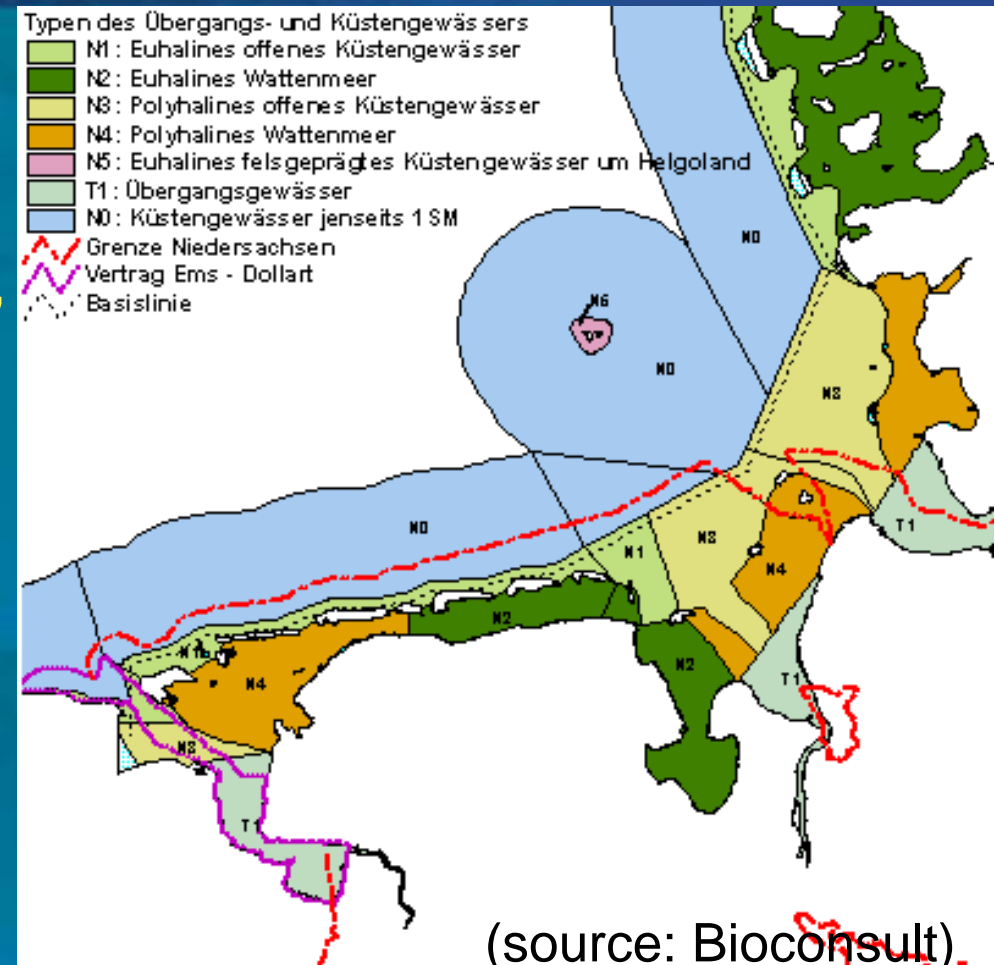 Typen des Übergangs- und Küstengewässers
N1: Euhalines offenes Küstengewässer
N2: Euhalines Wattenmeer
N3: Polyhalines offenes Küstengewässer
N4: Polyhalines Wattenmeer
N5: Euhalines felsgeprägtes Küstengewässer um Helgoland
T1: Übergangsgewässer
N0: Küstengewässer jenseits 1 SM
Grenze Niedersachsen
Vertrag Ems - Dollart
Basislinie
N0
N0
N3
N0
N1
N3
T1
N4
N2
N1
N4
N2
T1
N3
T1
(source: Bioconsult)